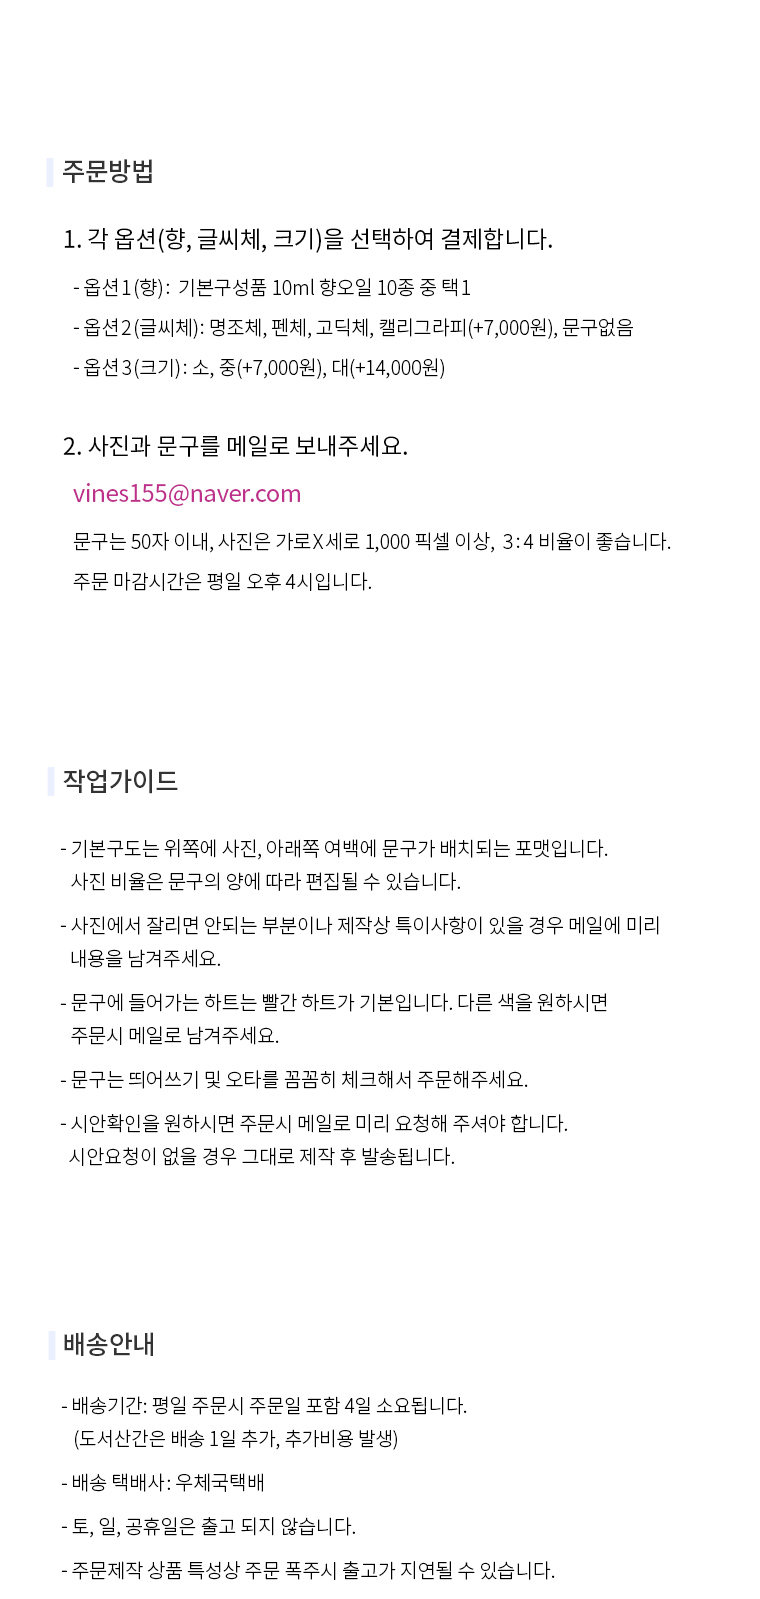 주문방법
1. 각 옵션(향, 글씨체, 크기)을 선택하여 결제합니다.
- 옵션1(향): 기본구성품 10ml 향오일 10종 중 택1
- 옵션2(글씨체): 명조체, 펜체, 고딕체, 캘리그라피(+7,000원), 문구없음
- 옵션3(크기): 소, 중(+7,000원), 대(+14,000원)
2. 사진과 문구를 메일로 보내주세요.
vines155@naver.com
문구는 50자 이내, 사진은 가로X세로 1,000 픽셀 이상, 3:4 비율이 좋습니다.
주문 마감시간은 평일 오후 4시입니다.
작업가이드
- 기본구도는 위쪽에 사진, 아래쪽 여백에 문구가 배치되는 포맷입니다.
사진 비율은 문구의 양에 따라 편집될 수 있습니다.
- 사진에서 잘리면 안되는 부분이나 제작상 특이사항이 있을 경우 메일에 미리
내용을 남겨주세요.
- 문구에 들어가는 하트는 빨간 하트가 기본입니다. 다른 색을 원하시면
주문시 메일로 남겨주세요.
- 문구는 띄어쓰기 및 오타를 꼼꼼히 체크해서 주문해주세요.
- 시안확인을 원하시면 주문시 메일로 미리 요청해 주셔야 합니다.
시안요청이 없을 경우 그대로 제작 후 발송됩니다.
배송안내
- 배송기간: 평일 주문시 주문일 포함 4일 소요됩니다.
(도서산간은 배송 1일 추가, 추가비용 발생)
- 배송 택배사: 우체국택배
- 토, 일, 공휴일은 출고 되지 않습니다.
- 주문제작 상품 특성상 주문 폭주시 출고가 지연될 수 있습니다.